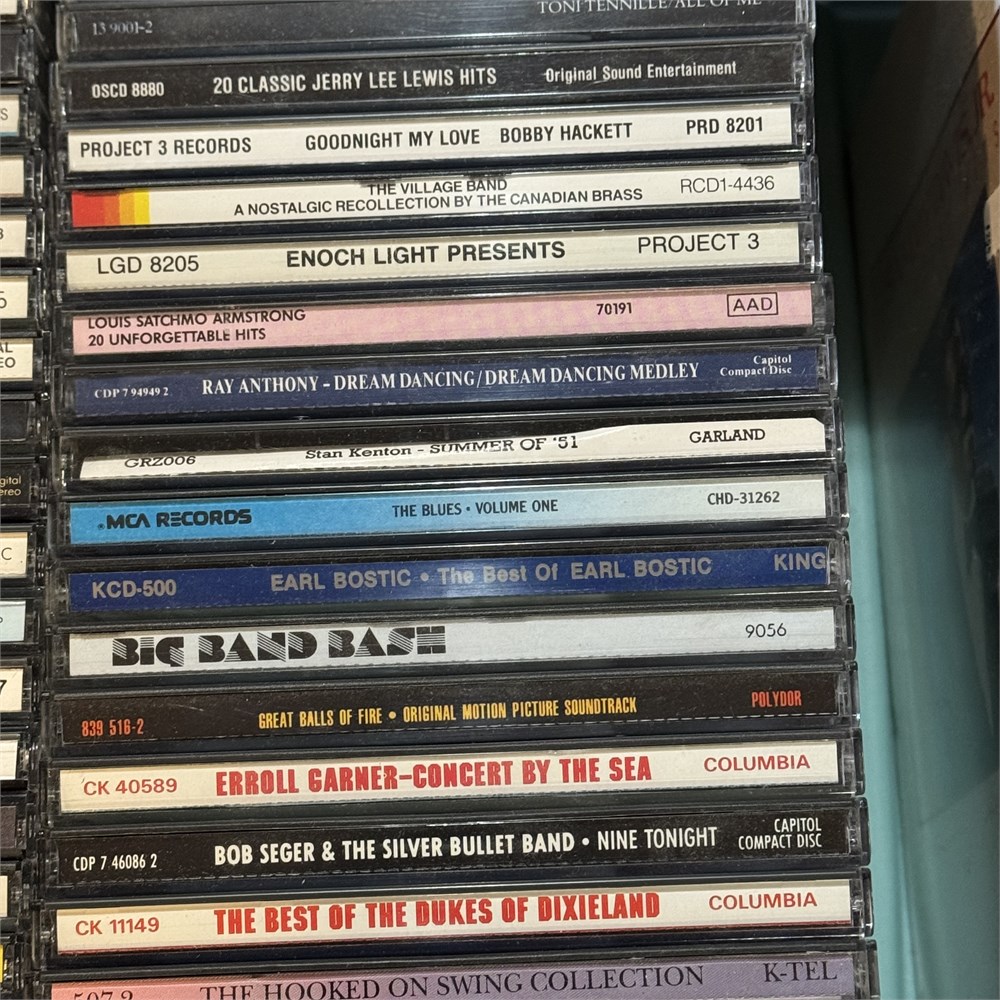 TONI TENNILLE/ALL OF ME
13 9001-2
OSCD 8880 20 CLASSIC JERRY LEE LEWIS HITS Original Sound Entertainment
PROJECT 3 RECORDS GOODNIGHT MY LOVE BOBBY HACKETT PRD 8201
THE VILLAGE BAND RCD1-4436
A NOSTALGIC RECOLLECTION BY THE CANADIAN BRASS
LGD 8205 ENOCH LIGHT PRESENTS PROJECT 3
LOUIS SATCHMO ARMSTRONG 70191 AAD
20 UNFORGETTABLE HITS
CDP 7 94949 2 RAY ANTHONY - DREAM DANCING/DREAM DANCING MEDLEY Capitol
Compact Disc
GRZ006 Stan Kenton - SUMMER OF '51 GARLAND
MCA RECORDS THE BLUES • VOLUME ONE CHD-31262
KCD-500 EARL BOSTIC • The Best Of EARL BOSTIC KING
BIG BAND BASH 9056
839 516-2 GREAT BALLS OF FIRE • ORIGINAL MOTION PICTURE SOUNDTRACK POLYDOR
CK 40589 ERROLL GARNER-CONCERT BY THE SEA COLUMBIA
CDP 7 46086 2 BOB SEGER & THE SILVER BULLET BAND • NINE TONIGHT CAPITOL
COMPACT DISC
CK 11149 THE BEST OF THE DUKES OF DIXIELAND COLUMBIA
507-2 THE HOOKED ON SWING COLLECTION K-TEL